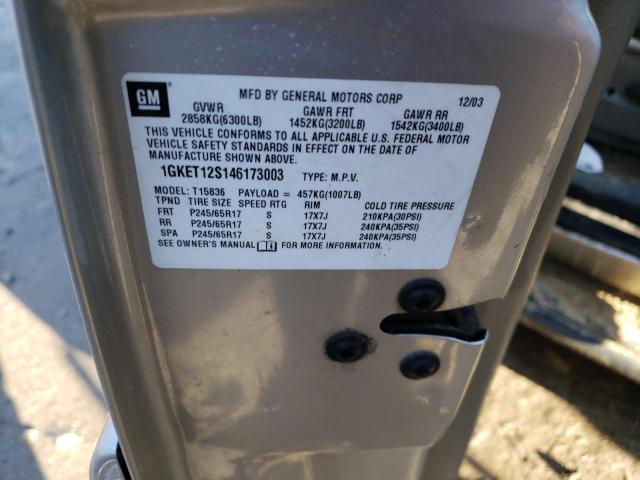 GM
MFD BY GENERAL MOTORS CORP 12/03
GVWR GAWR FRT GAWR RR
2858KG(6300LB) 1452KG(3200LB) 1542KG(3400LB)
THIS VEHICLE CONFORMS TO ALL APPLICABLE U.S. FEDERAL MOTOR
VEHICLE SAFETY STANDARDS IN EFFECT ON THE DATE OF
MANUFACTURE SHOWN ABOVE.
1GKET12S146173003 TYPE: M.P.V.
MODEL: T15836 PAYLOAD = 457KG(1007LB)
TPND TIRE SIZE SPEED RTG RIM COLD TIRE PRESSURE
FRT P245/65R17 S 17X7J 210KPA(30PSI)
RR P245/65R17 S 17X7J 240KPA(35PSI)
SPA P245/65R17 S 17X7J 240KPA(35PSI)
SEE OWNER'S MANUAL FOR MORE INFORMATION.